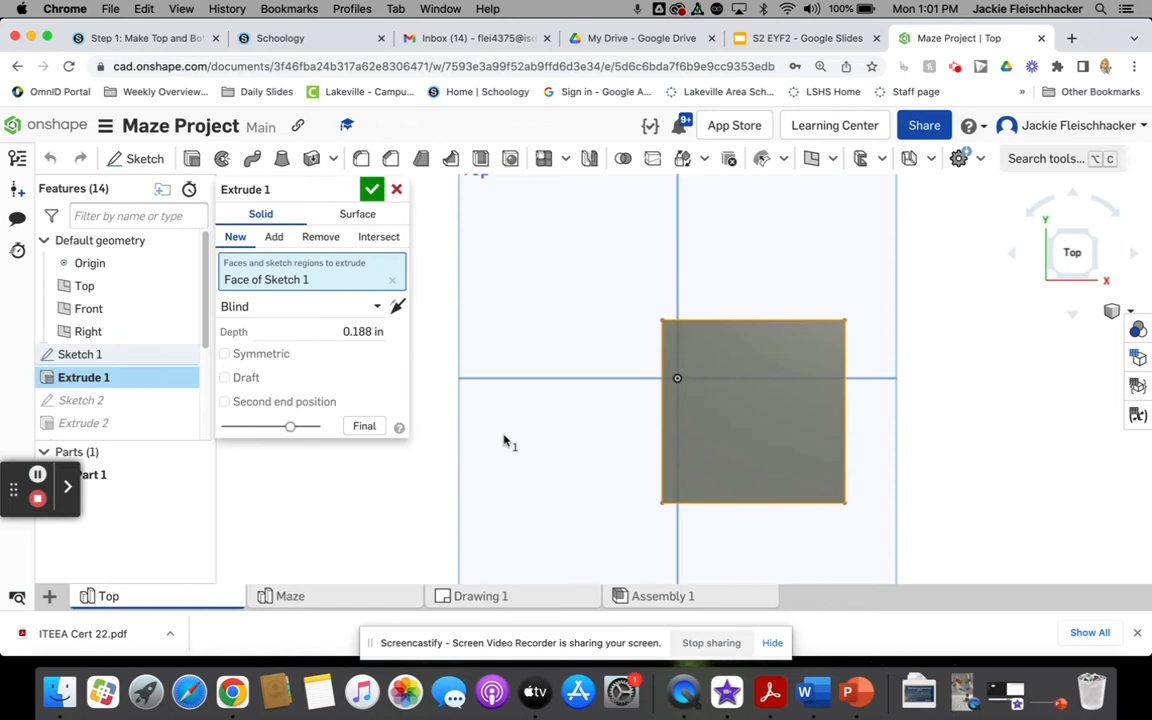 Chrome File Edit View History Bookmarks Profiles Tab Window Help 100% Mon 1:01 PM Jackie Fleischhacker
Step 1: Make Top and Bot Schoology Inbox (14) - flei4375@isd My Drive - Google Drive S2 EYF2 - Google Slides Maze Project | Top
cad.onshape.com/documents/3f46fba24b317a62e8306471/w/7593e3a99f52ab9ffd6d3e34/e/5d6c6bda57a6f6b9e9cc9353edb
OmniID Portal Weekly Overview... Daily Slides Campus - Lakeville - Campu... Home | Schoology Sign in - Google A... Lakeville Area Sch... LSHS Home Staff page » Other Bookmarks
onshape Maze Project Main 9+ App Store Learning Center Share Jackie Fleischhacker
Sketch Search tools... ⌥ C
Features (14)
Filter by name or type
Default geometry
Origin
Top
Front
Right
Sketch 1
Extrude 1
Sketch 2
Extrude 2
Parts (1)
Part 1
Extrude 1
Solid Surface
New Add Remove Intersect
Faces and sketch regions to extrude
Face of Sketch 1
Blind
Depth 0.188 in
Symmetric
Draft
Second end position
Final
Top
1
Y
Top
X
Top Maze Drawing 1 Assembly 1
ITEEA Cert 22.pdf Show All
Screencastify - Screen Video Recorder is sharing your screen. Stop sharing Hide